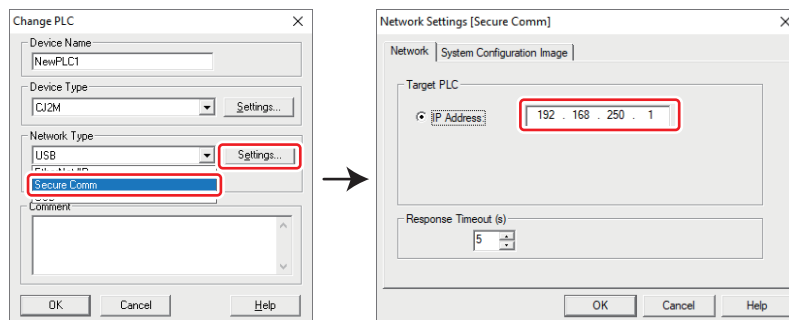 Change PLC
Device Name
NewPLC1
Device Type
CJ2M
Settings...
Network Type
USB
Settings...
Secure Comm
Comment
OK
Cancel
Help
Network Settings [Secure Comm]
Network
System Configuration Image
Target PLC
IP Address:
192 . 168 . 250 . 1
Response Timeout (s)
5
OK
Cancel
Help